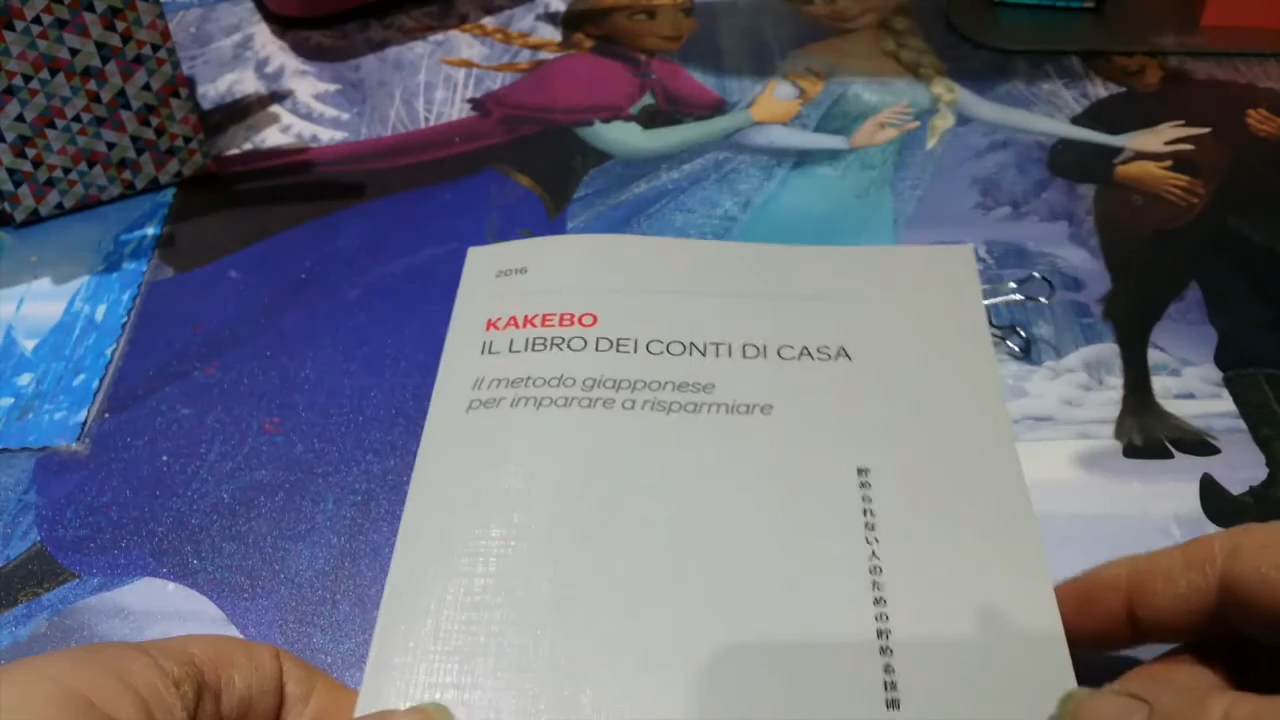 2016
KAKEBO
IL LIBRO DEI CONTI DI CASA
Il metodo giapponese
per imparare a risparmiare
貯められない人のための貯める技術